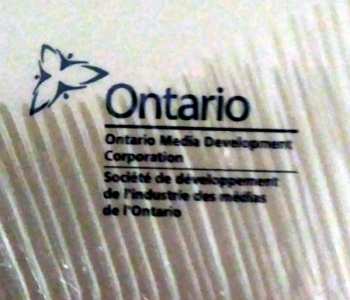 Ontario
Ontario Media Development
Corporation
Société de développement
de l'industrie des médias
de l'Ontario